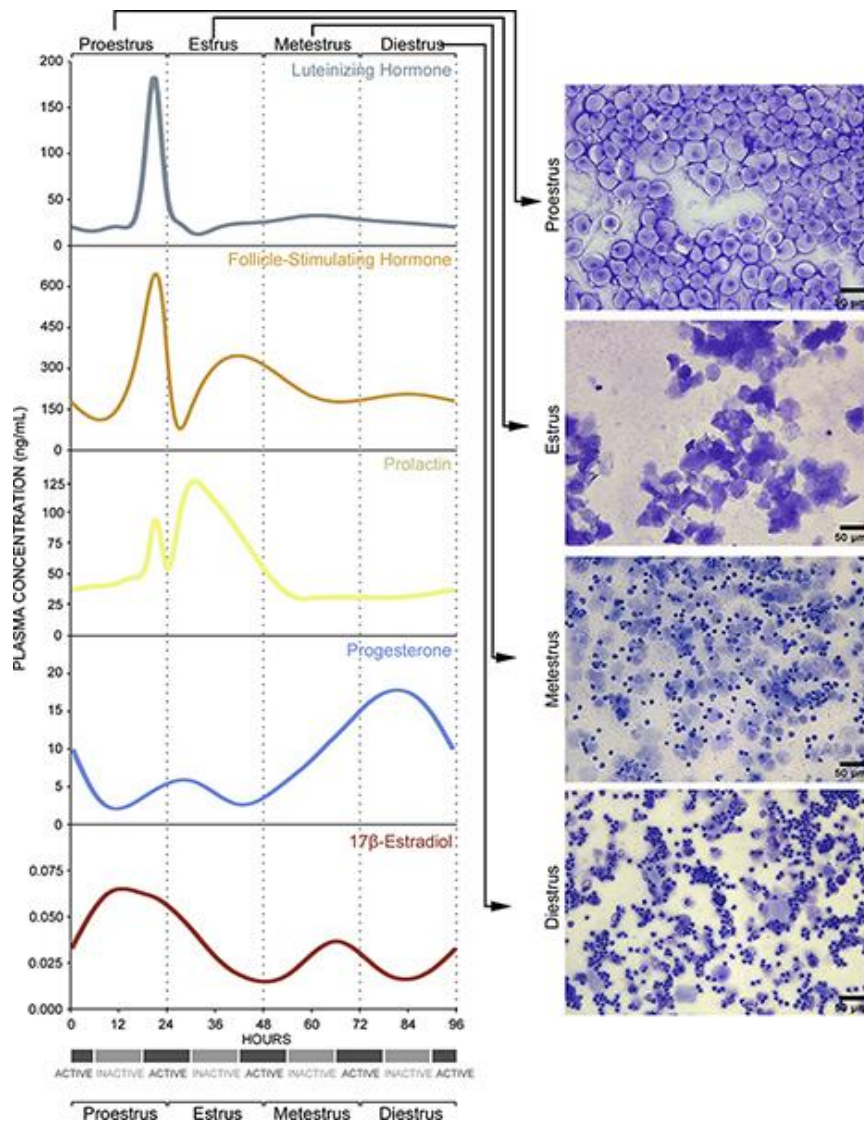 Proestrus Estrus Metestrus Diestrus
Luteinizing Hormone
200
150
100
50
0
Follicle-Stimulating Hormone
600
450
300
150
0
Prolactin
125
100
75
50
25
0
Progesterone
20
15
10
5
0
17β-Estradiol
0.075
0.050
0.025
0.000
PLASMA CONCENTRATION (ng/mL)
0 12 24 36 48 60 72 84 96
HOURS
ACTIVE INACTIVE ACTIVE INACTIVE ACTIVE INACTIVE ACTIVE INACTIVE ACTIVE
Proestrus Estrus Metestrus Diestrus
Proestrus
50 µm
Estrus
50 µm
Metestrus
50 µm
Diestrus
50 µm